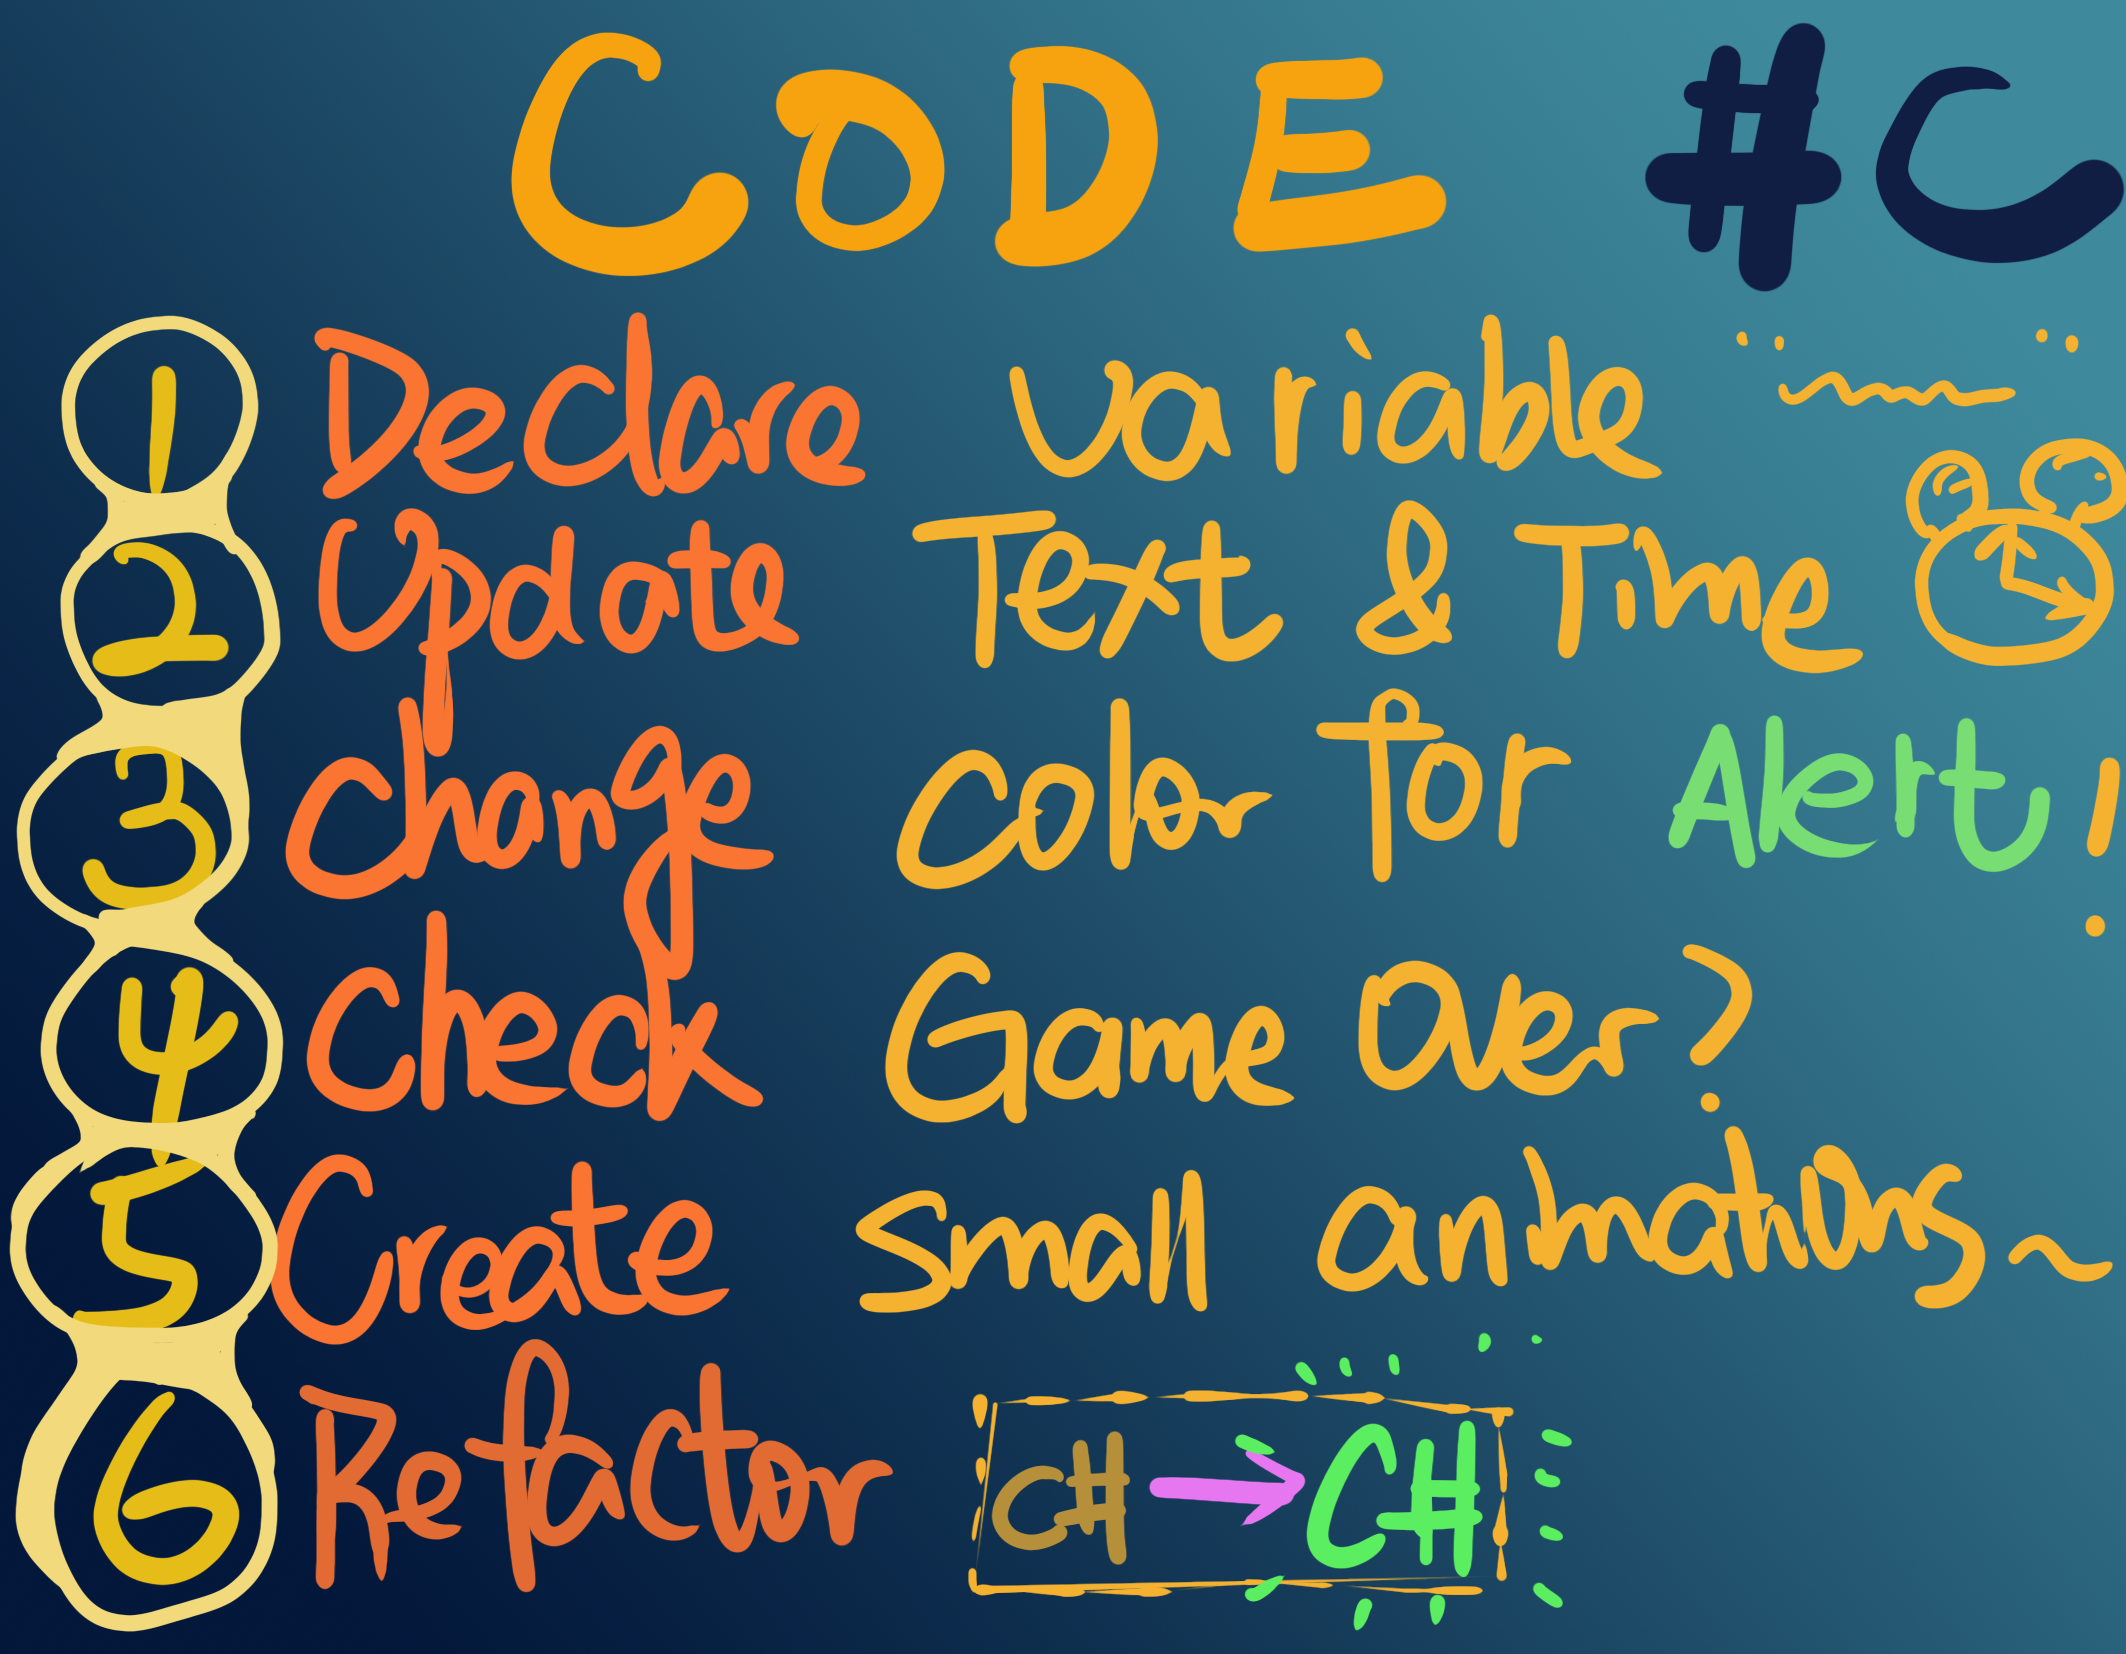 CODE #C
1 Declare variable
2 Update Text & Time
3 change color for Alert!
4 check Game Over?
5 Create small animations~
6 Refactor C# → C#